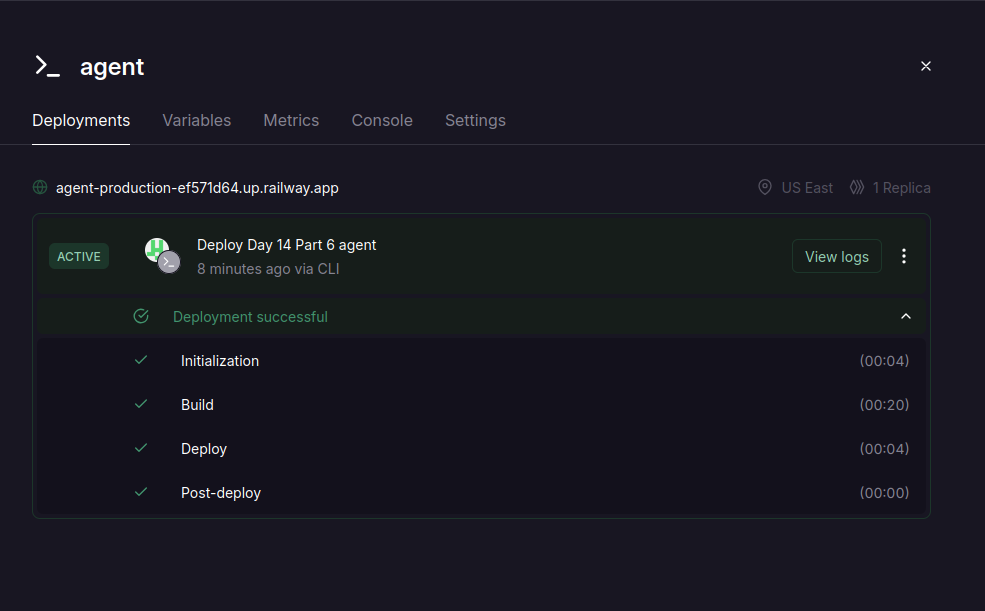 >_ agent
Deployments Variables Metrics Console Settings
agent-production-ef571d64.up.railway.app US East 1 Replica
ACTIVE
Deploy Day 14 Part 6 agent
8 minutes ago via CLI
View logs
Deployment successful
Initialization (00:04)
Build (00:20)
Deploy (00:04)
Post-deploy (00:00)